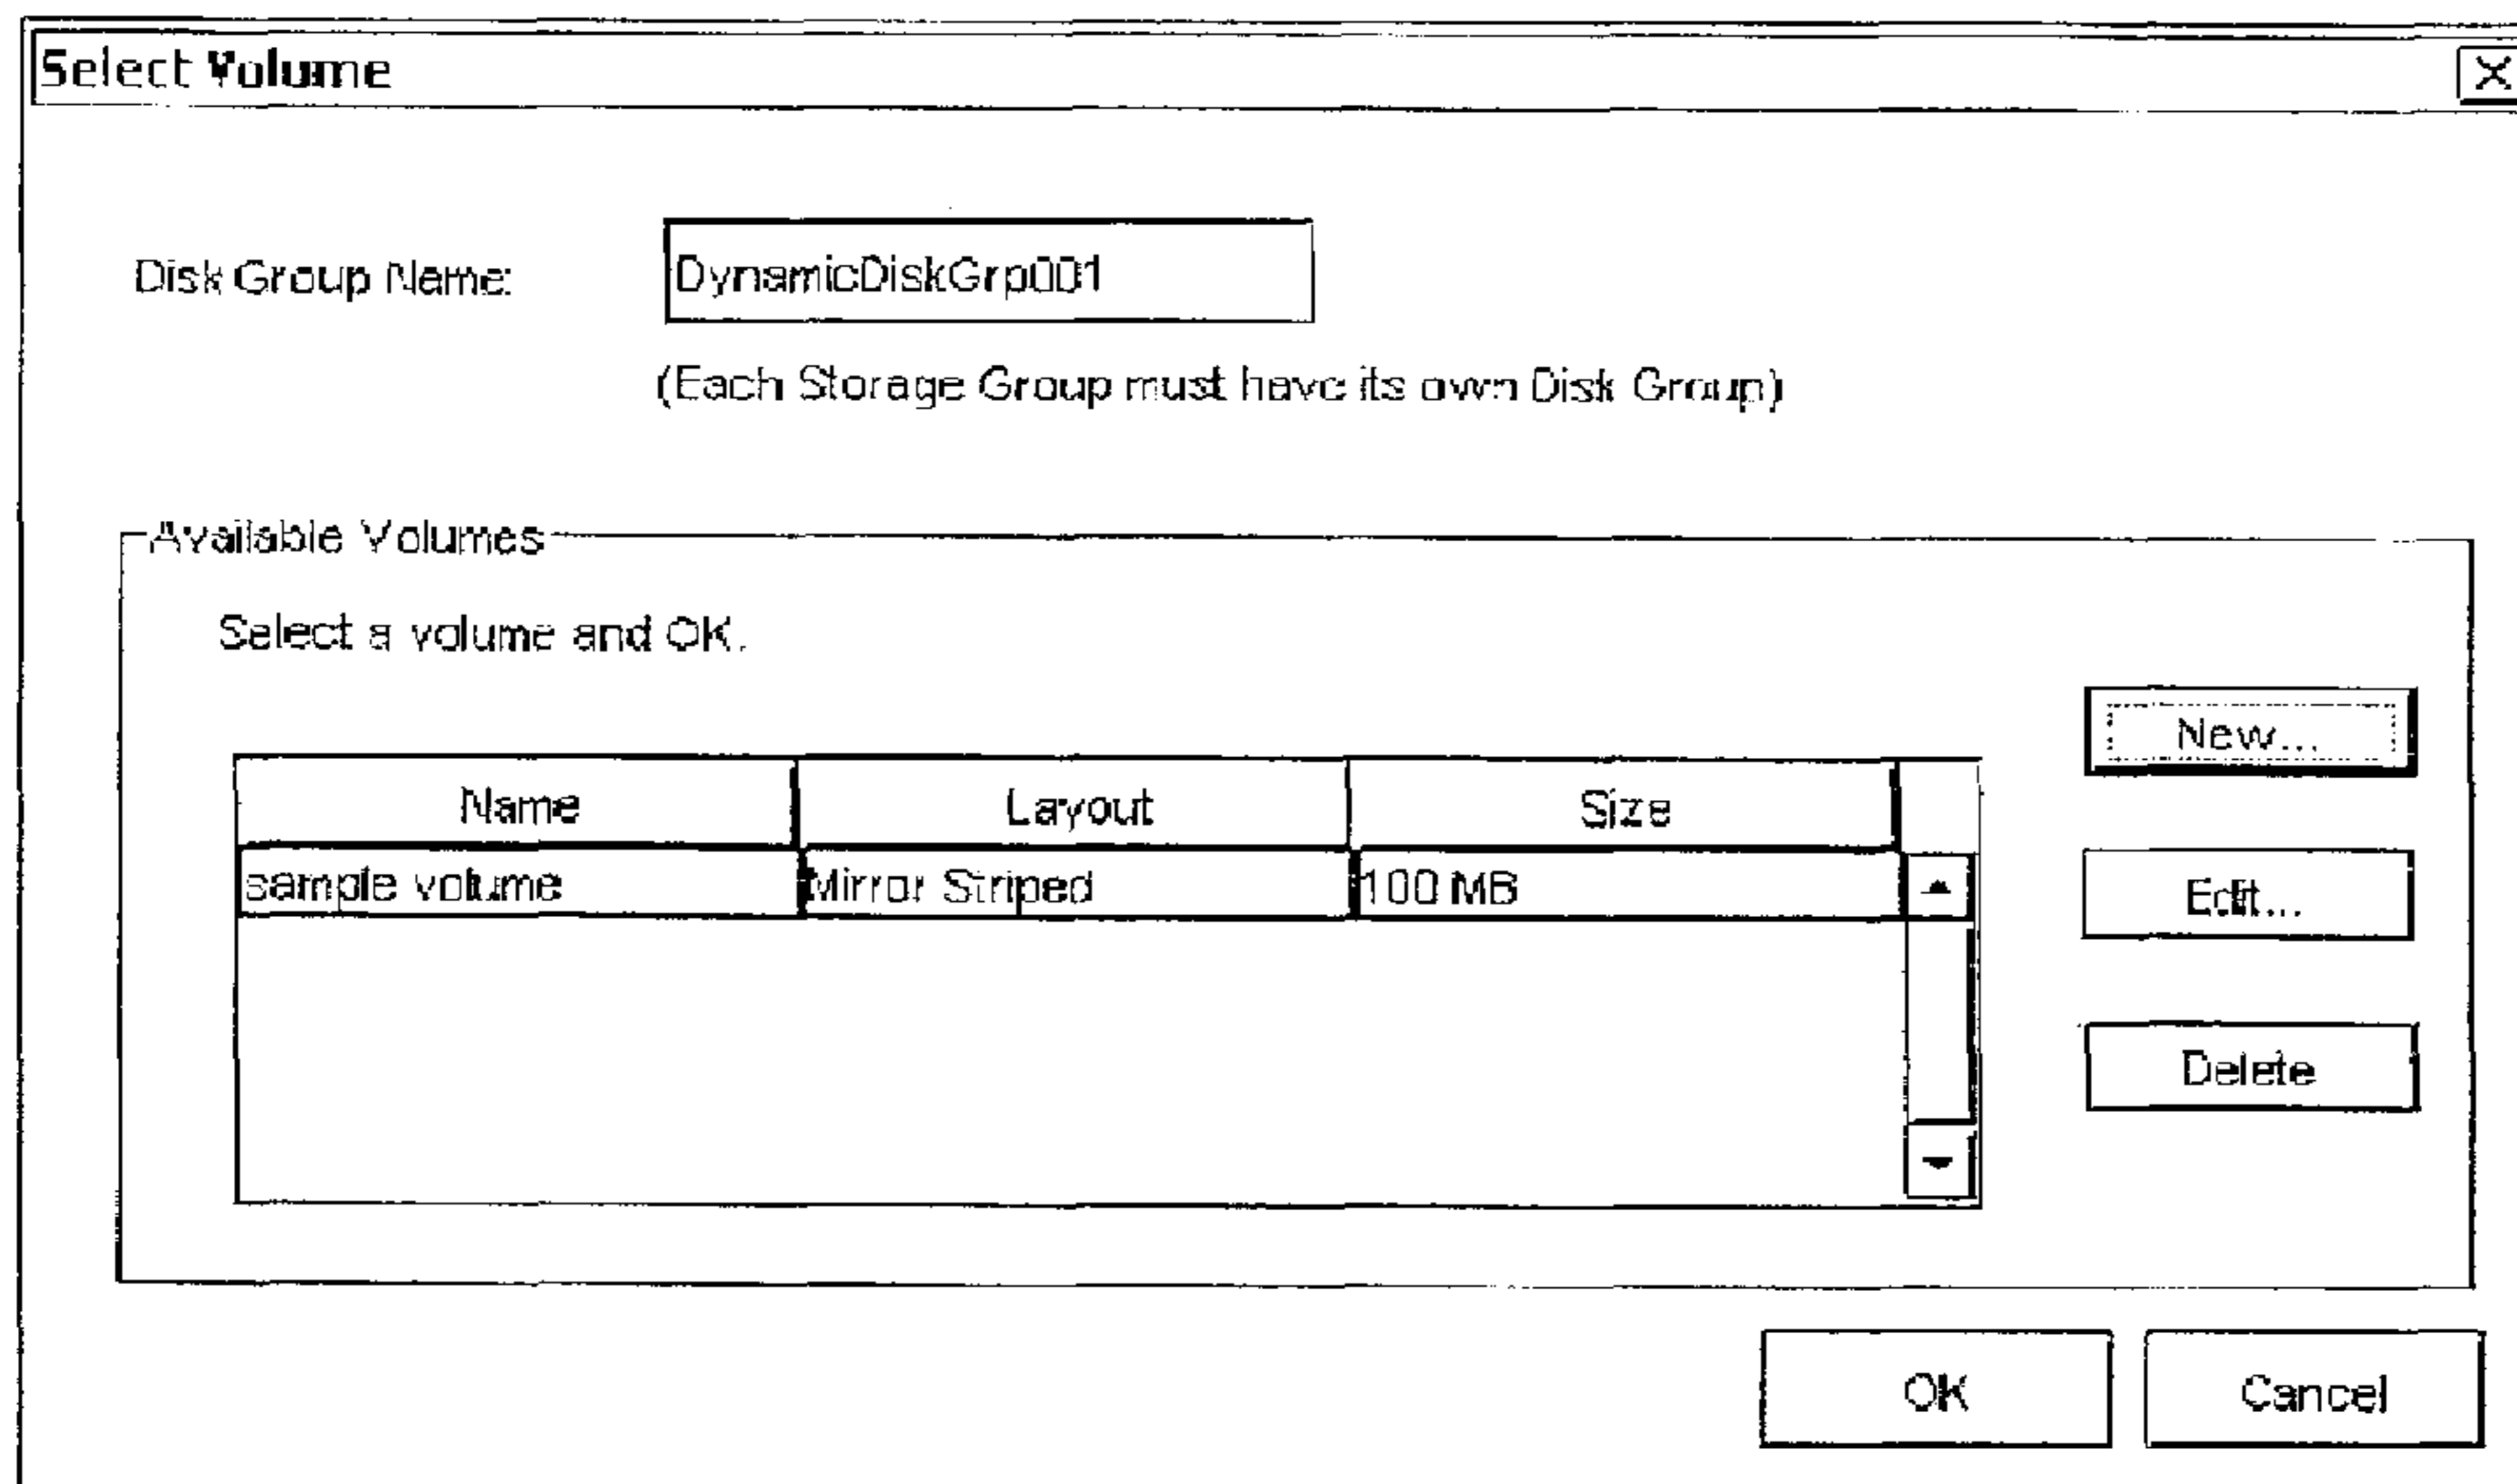 Select Volume
Disk Group Name: DynamicDiskGrp001
(Each Storage Group must have its own Disk Group)
Available Volumes
Select a volume and OK.
New...
Name Layout Size
sample volume Mirror Striped 100 MB
Edit...
Delete
OK Cancel